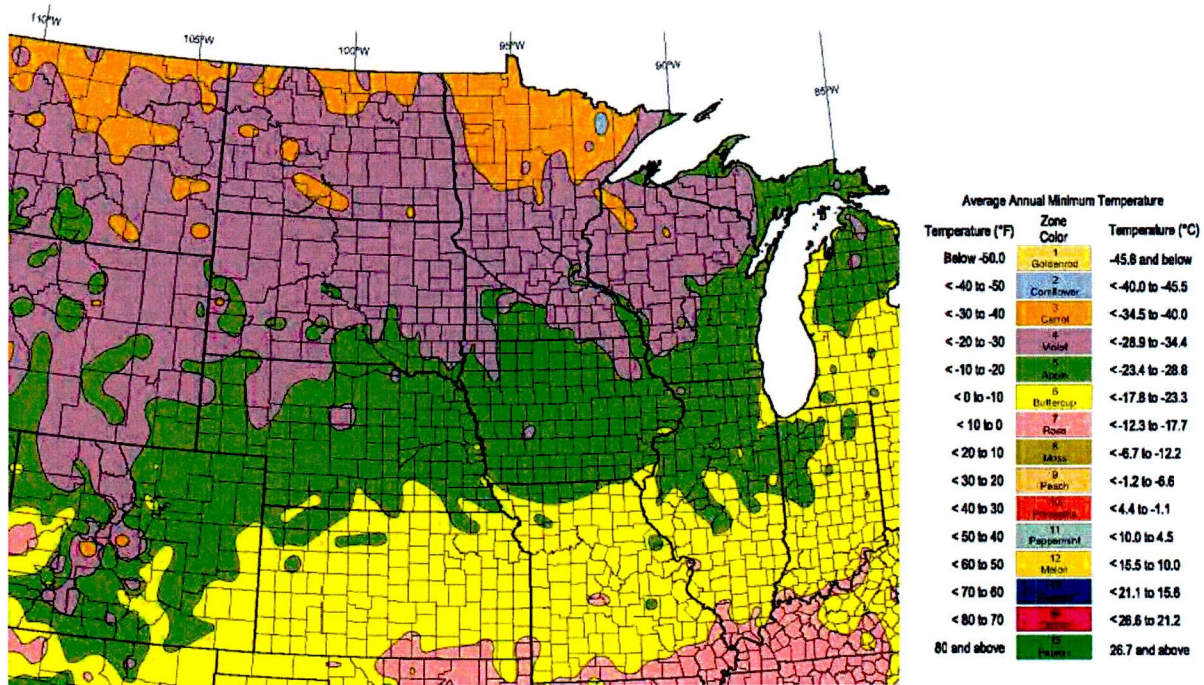 110°W
105°W
100°W
95°W
90°W
85°W
Average Annual Minimum Temperature
Temperature (°F) Zone Color Temperature (°C)
Below -50.0 1 Goldenrod -45.6 and below
< -40 to -50 2 Cornflower < -40.0 to -45.5
< -30 to -40 3 Carrot < -34.5 to -40.0
< -20 to -30 4 Violet < -28.9 to -34.4
< -10 to -20 5 Apple < -23.4 to -28.8
< 0 to -10 6 Buttercup < -17.8 to -23.3
< 10 to 0 7 Rose < -12.3 to -17.7
< 20 to 10 8 Moss < -6.7 to -12.2
< 30 to 20 9 Peach < -1.2 to -6.6
< 40 to 30 10 < 4.4 to -1.1
< 50 to 40 11 Peppermint < 10.0 to 4.5
< 60 to 50 12 Melon < 15.5 to 10.0
< 70 to 60 < 21.1 to 15.6
< 80 to 70 < 26.6 to 21.2
80 and above 15 26.7 and above